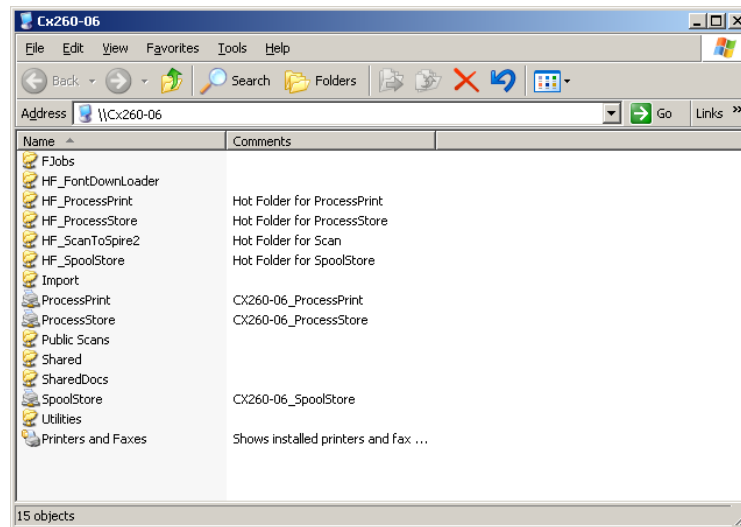 Cx260-06
File Edit View Favorites Tools Help
Back Search Folders
Address \\Cx260-06 Go Links »
Name Comments
FJobs
HF_FontDownLoader
HF_ProcessPrint Hot Folder for ProcessPrint
HF_ProcessStore Hot Folder for ProcessStore
HF_ScanToSpire2 Hot Folder for Scan
HF_SpoolStore Hot Folder for SpoolStore
Import
ProcessPrint CX260-06_ProcessPrint
ProcessStore CX260-06_ProcessStore
Public Scans
Shared
SharedDocs
SpoolStore CX260-06_SpoolStore
Utilities
Printers and Faxes Shows installed printers and fax ...
15 objects